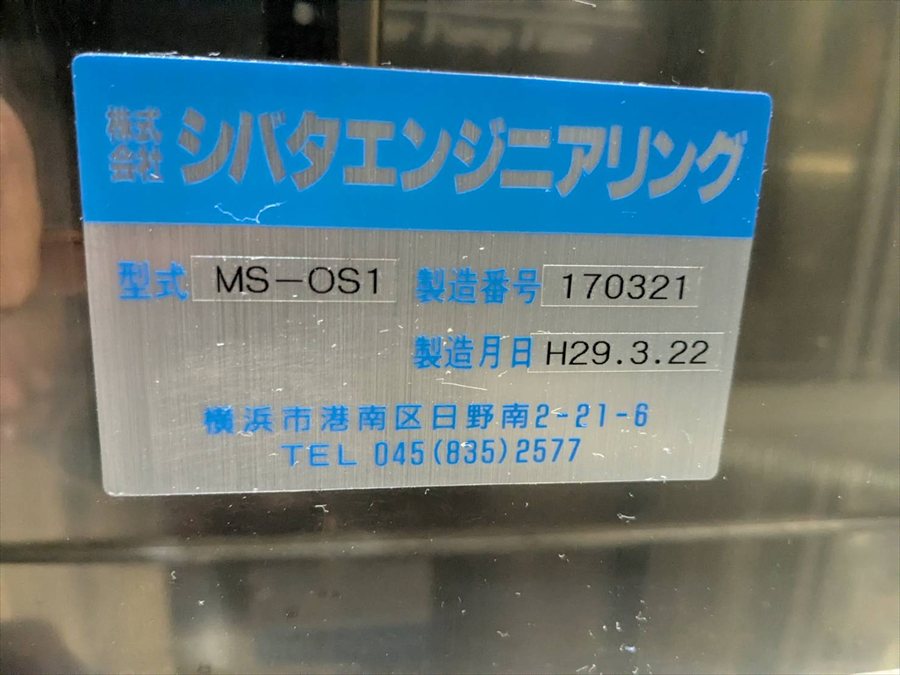 株式会社 シバタエンジニアリング
型式 MS-OS1 製造番号 170321
製造月日 H29.3.22
横浜市港南区日野南2-21-6
TEL 045(835)2577